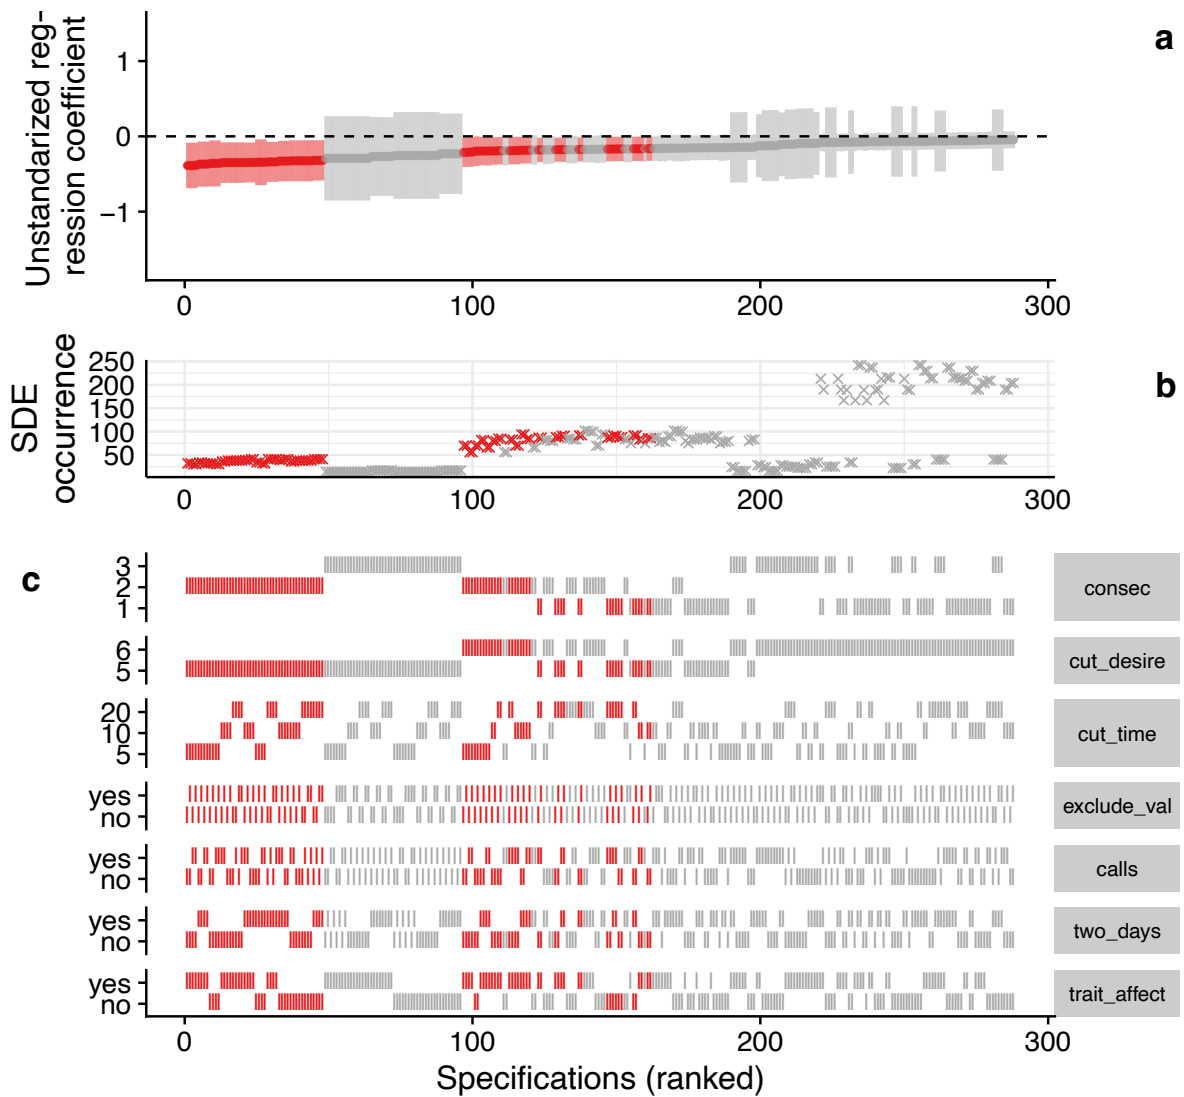 Unstandarized reg-
ression coefficient
a
1
0
−1
0
100
200
300
SDE
occurrence
b
250
200
150
100
50
0
100
200
300
c
3
2
1
consec
6
5
cut_desire
20
10
5
cut_time
yes
no
exclude_val
yes
no
calls
yes
no
two_days
yes
no
trait_affect
0
100
200
300
Specifications (ranked)